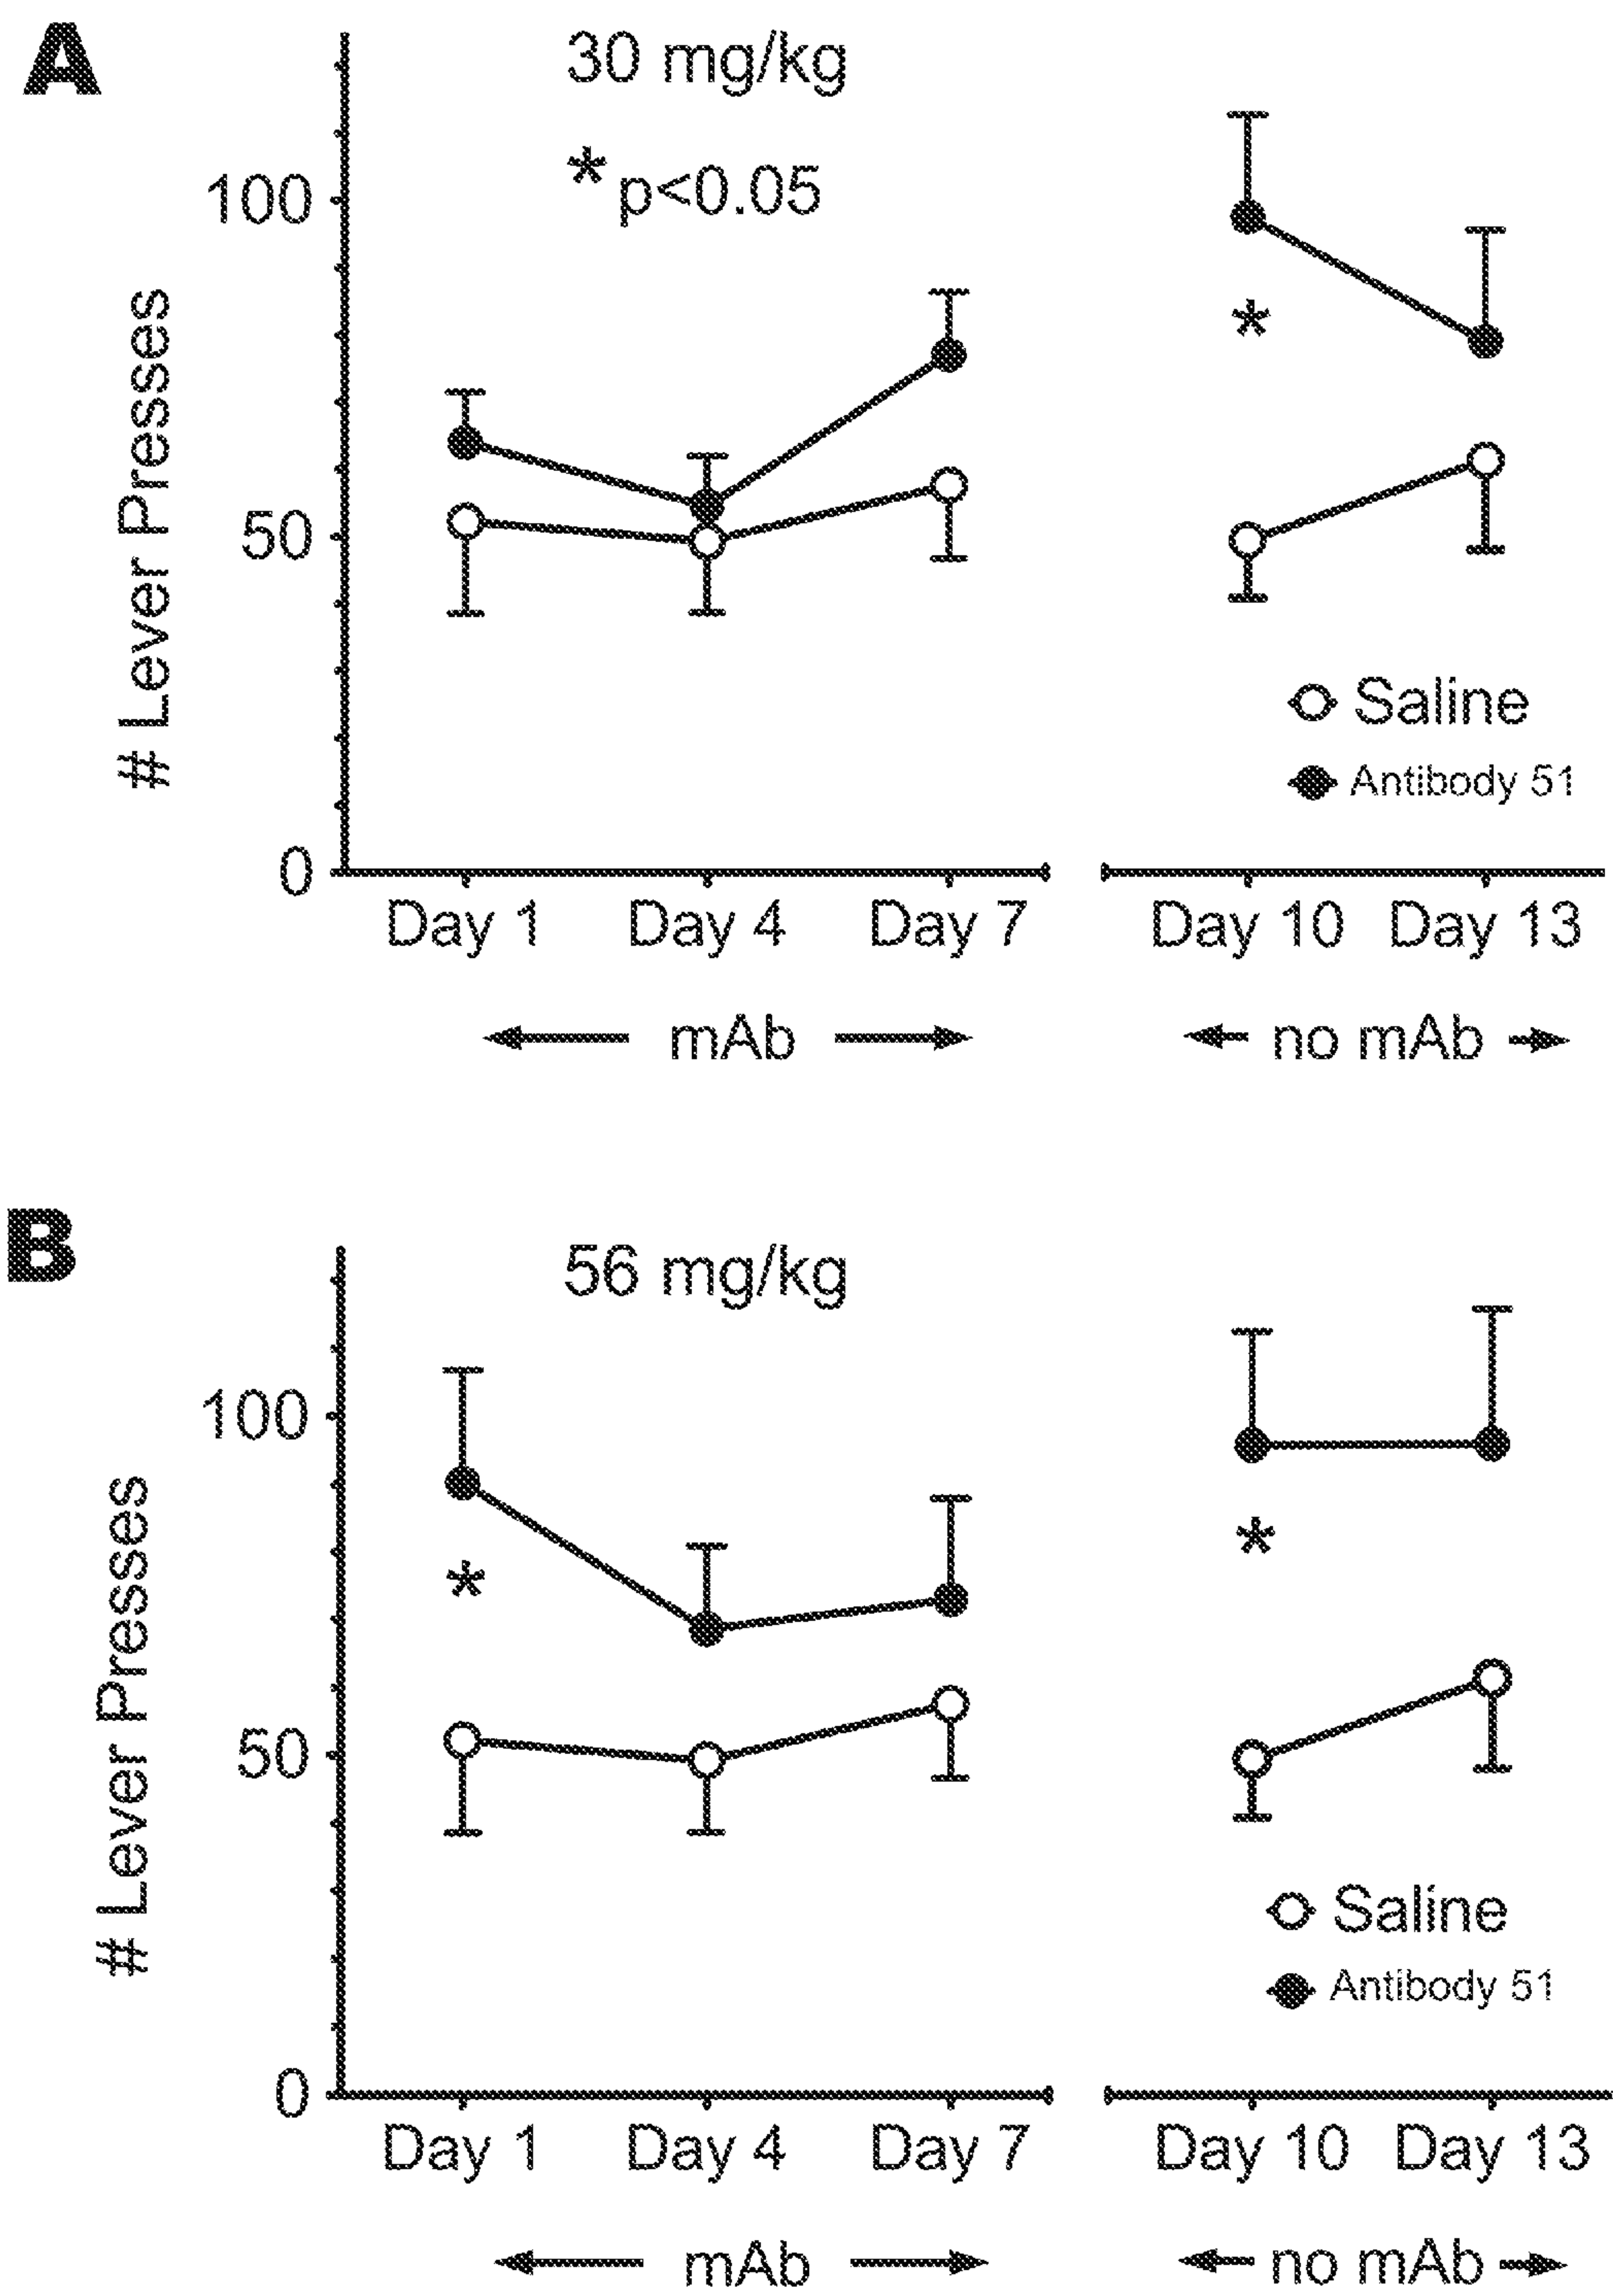 A
30 mg/kg
* p<0.05
# Lever Presses
100
50
0
*
Saline
Antibody 51
Day 1 Day 4 Day 7 Day 10 Day 13
mAb no mAb
B
56 mg/kg
# Lever Presses
100
50
0
* *
Saline
Antibody 51
Day 1 Day 4 Day 7 Day 10 Day 13
mAb no mAb